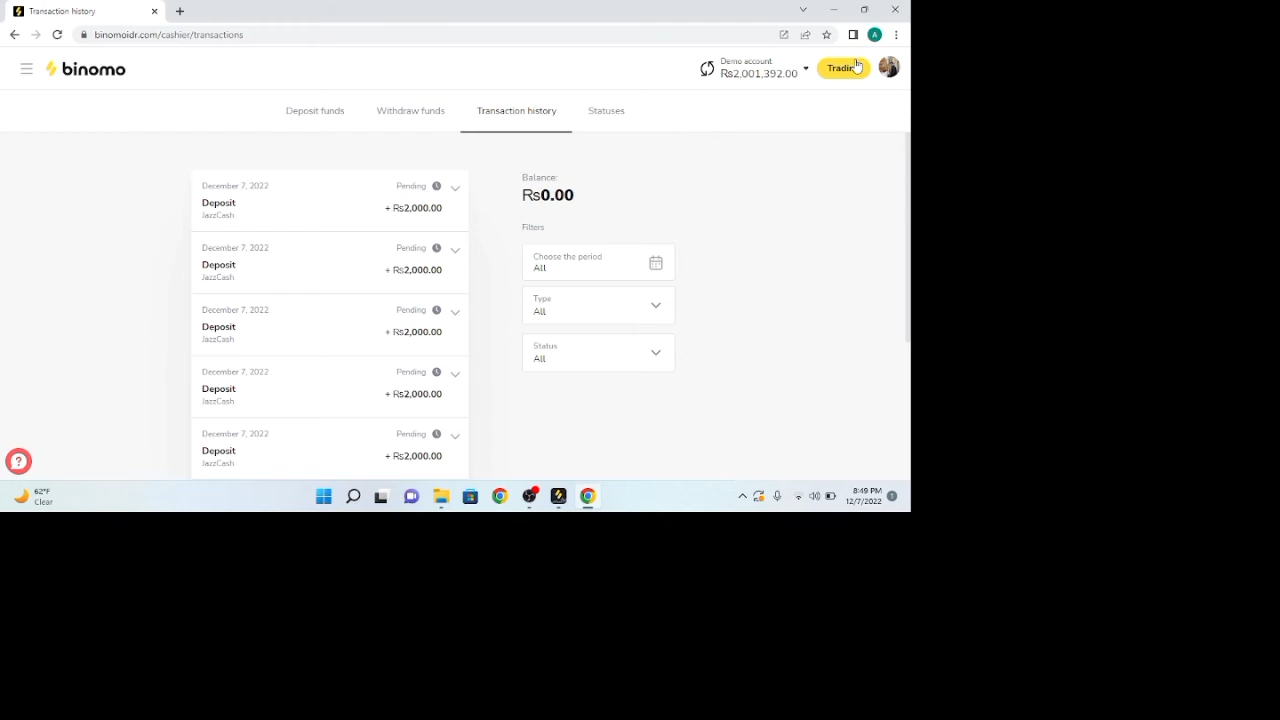 Transaction history
binomoidr.com/cashier/transactions
A
binomo
Demo account
Rs2,001,392.00
Deposit funds
Withdraw funds
Transaction history
Statuses
December 7, 2022
Pending
Deposit
+ Rs2,000.00
JazzCash
December 7, 2022
Pending
Deposit
+ Rs2,000.00
JazzCash
December 7, 2022
Pending
Deposit
+ Rs2,000.00
JazzCash
December 7, 2022
Pending
Deposit
+ Rs2,000.00
JazzCash
December 7, 2022
Pending
Deposit
+ Rs2,000.00
JazzCash
Balance:
Rs0.00
Filters
Choose the period
All
Type
All
Status
All
?
62°F
Clear
8:49 PM
12/7/2022
1